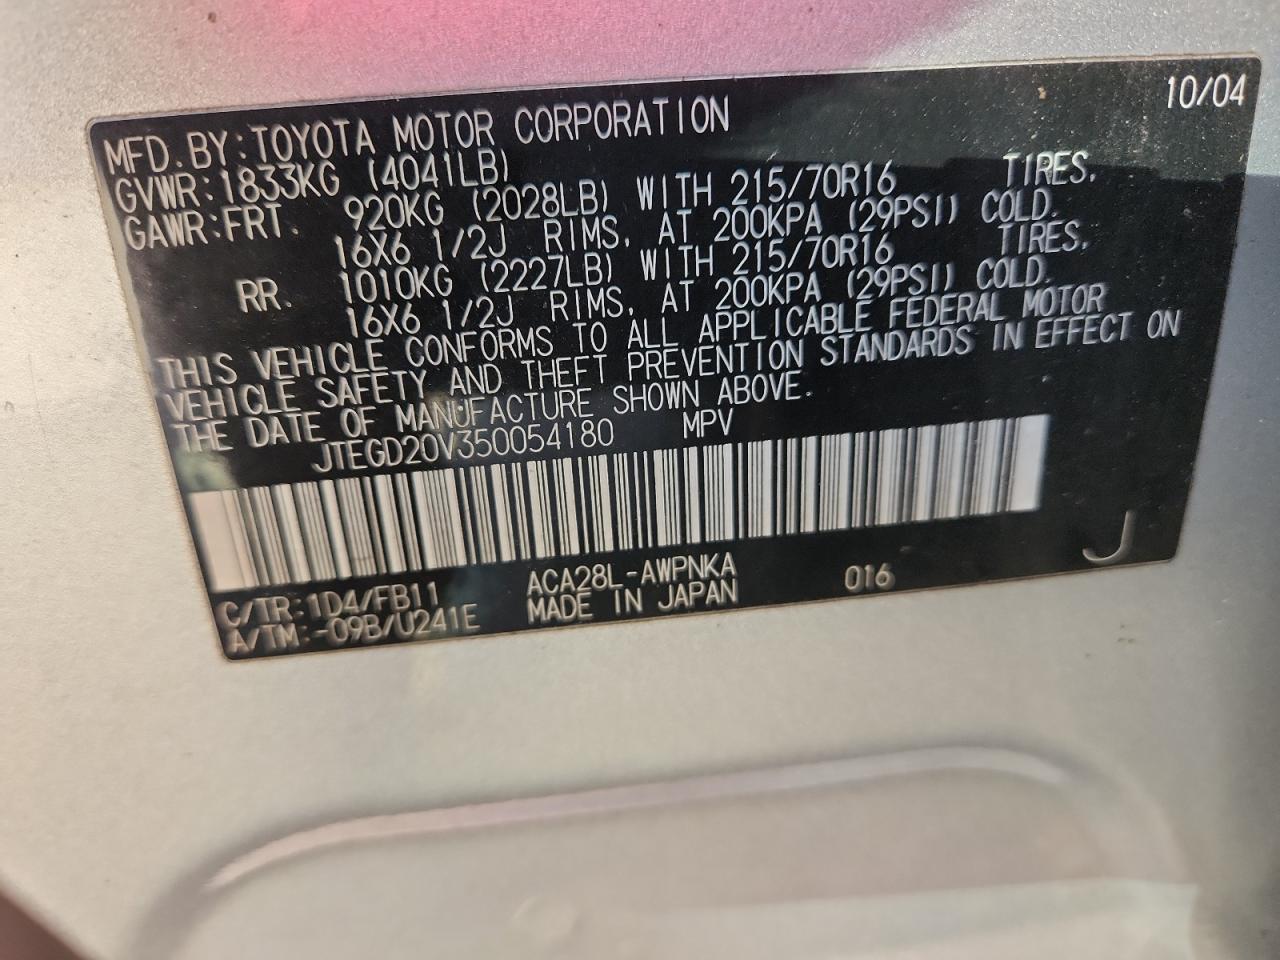 10/04
MFD. BY: TOYOTA MOTOR CORPORATION
GVWR: 1833KG (4041LB)
GAWR: FRT. 920KG (2028LB) WITH 215/70R16 TIRES,
16X6 1/2J RIMS, AT 200KPA (29PSI) COLD.
RR. 1010KG (2227LB) WITH 215/70R16 TIRES,
16X6 1/2J RIMS, AT 200KPA (29PSI) COLD.
THIS VEHICLE CONFORMS TO ALL APPLICABLE FEDERAL MOTOR
VEHICLE SAFETY AND THEFT PREVENTION STANDARDS IN EFFECT ON
THE DATE OF MANUFACTURE SHOWN ABOVE.
JTEGD20V350054180 MPV
C/TR: 1D4/FB11 ACA28L-AWPNKA 016 J
A/TM: -09B/U241E MADE IN JAPAN